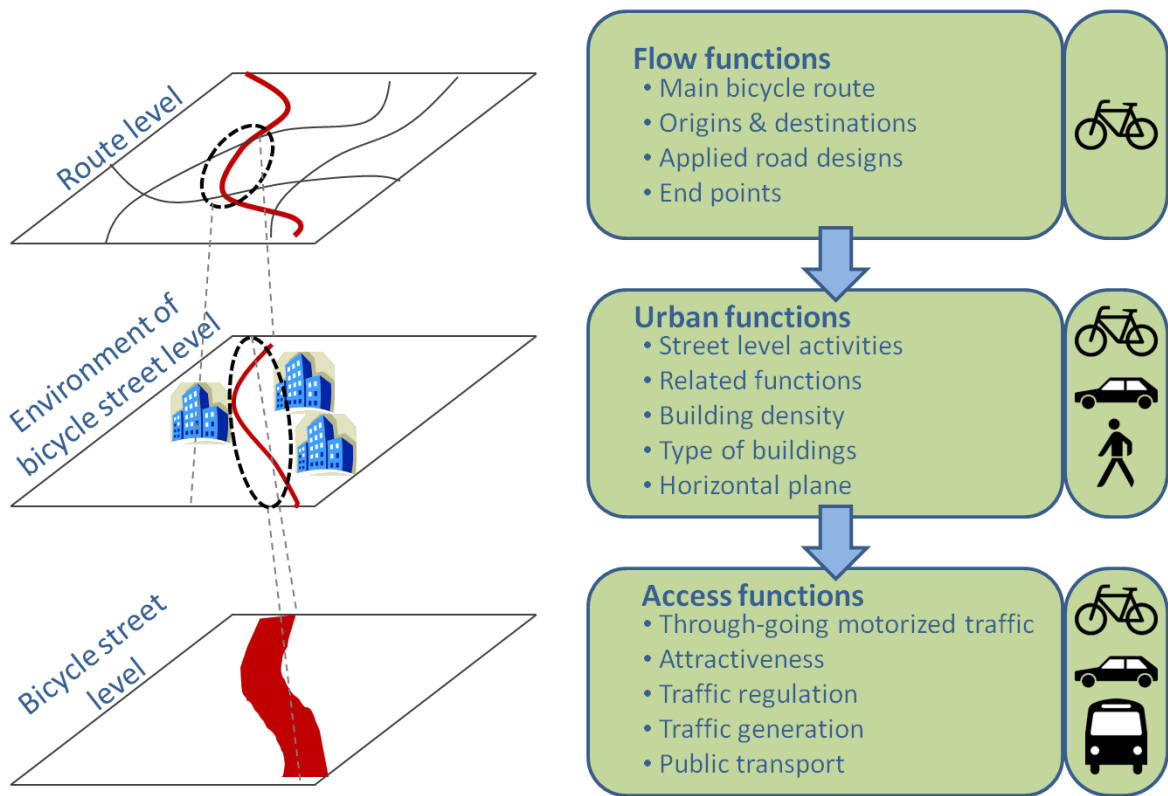 Route level
Flow functions
• Main bicycle route
• Origins & destinations
• Applied road designs
• End points
Environment of
bicycle street level
Urban functions
• Street level activities
• Related functions
• Building density
• Type of buildings
• Horizontal plane
Bicycle street
level
Access functions
• Through-going motorized traffic
• Attractiveness
• Traffic regulation
• Traffic generation
• Public transport